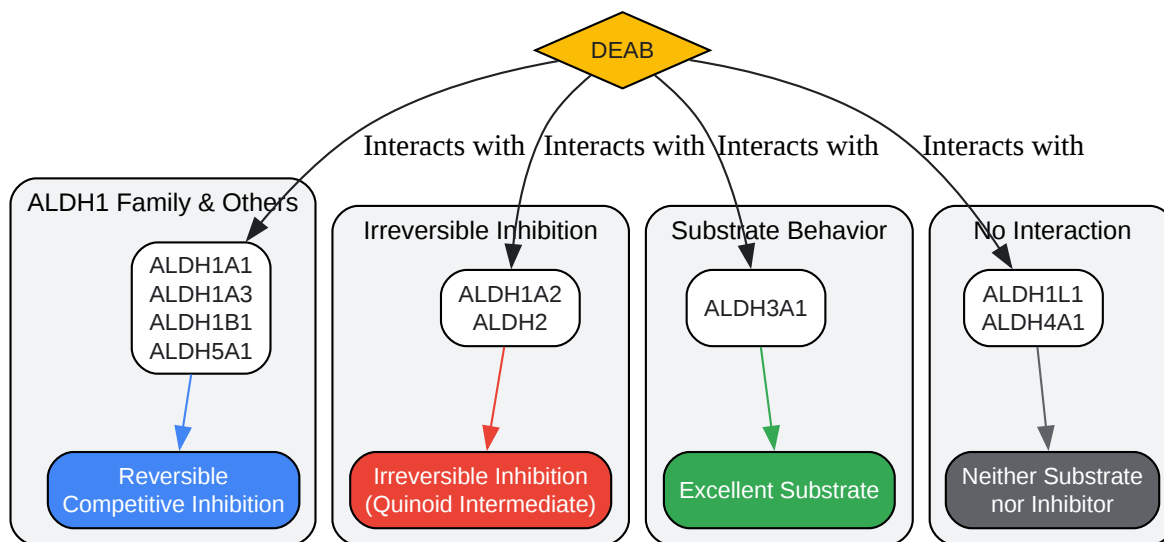 DEAB
Interacts with
Interacts with
Interacts with
Interacts with
ALDH1 Family & Others
ALDH1A1
ALDH1A3
ALDH1B1
ALDH5A1
Reversible
Competitive Inhibition
Irreversible Inhibition
ALDH1A2
ALDH2
Irreversible Inhibition
(Quinoid Intermediate)
Substrate Behavior
ALDH3A1
Excellent Substrate
No Interaction
ALDH1L1
ALDH4A1
Neither Substrate
nor Inhibitor